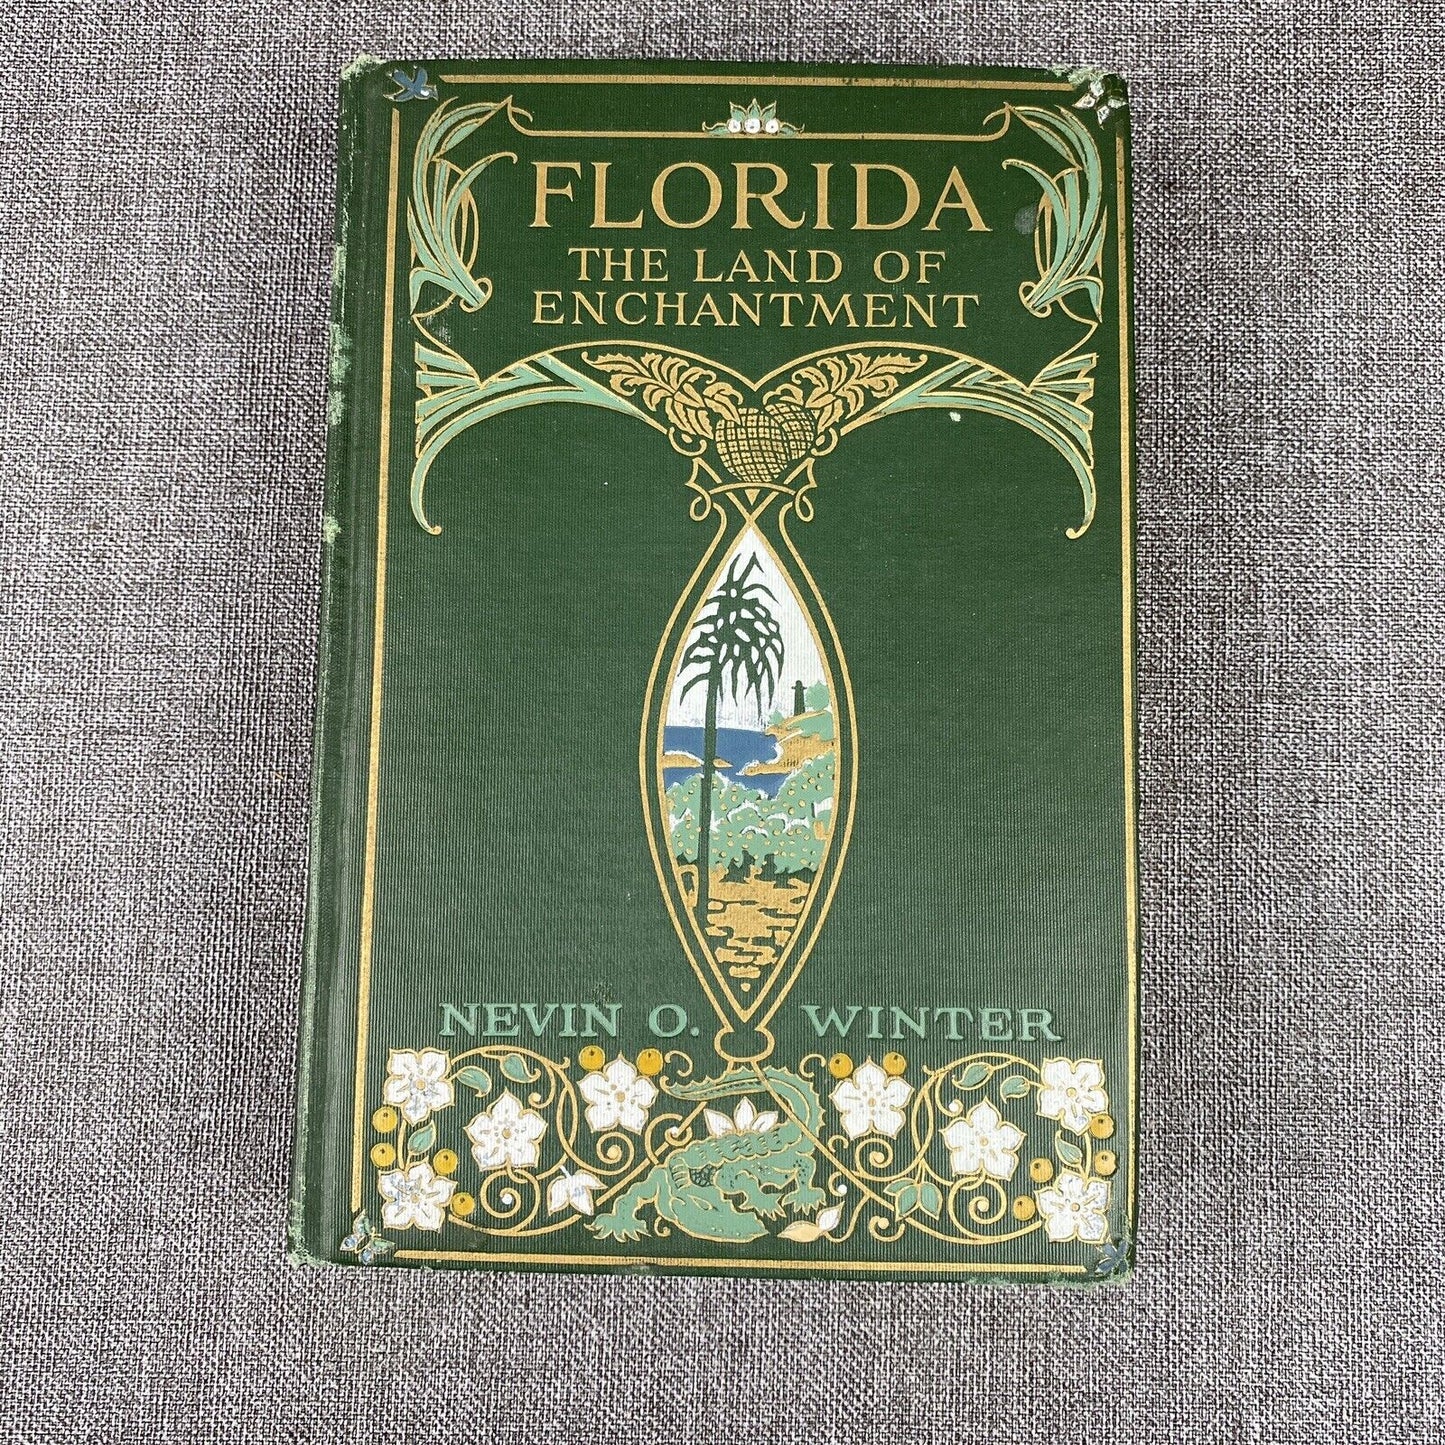 FLORIDA
THE LAND OF
ENCHANTMENT
NEVIN O. WINTER